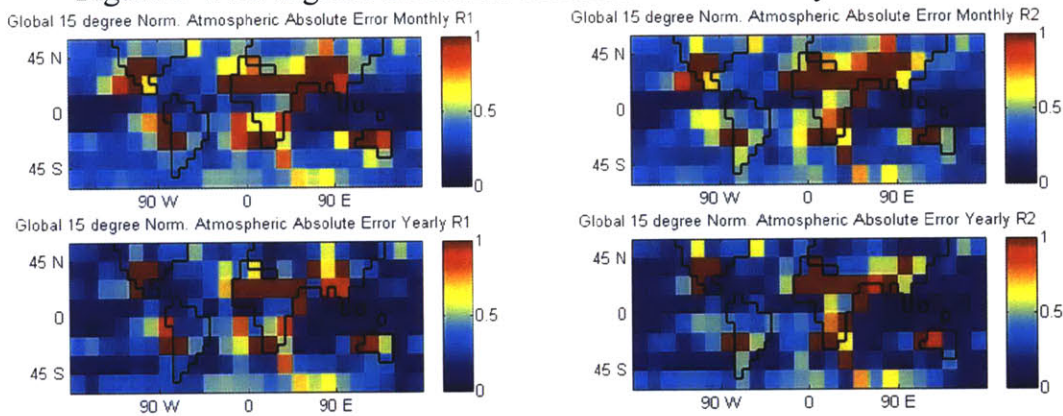 Global 15 degree Norm. Atmospheric Absolute Error Monthly R1
45 N
0
45 S
90 W 0 90 E
1
0.5
0
Global 15 degree Norm. Atmospheric Absolute Error Monthly R2
45 N
0
45 S
90 W 0 90 E
1
0.5
0
Global 15 degree Norm. Atmospheric Absolute Error Yearly R1
45 N
0
45 S
90 W 0 90 E
1
0.5
0
Global 15 degree Norm. Atmospheric Absolute Error Yearly R2
45 N
0
45 S
90 W 0 90 E
1
0.5
0